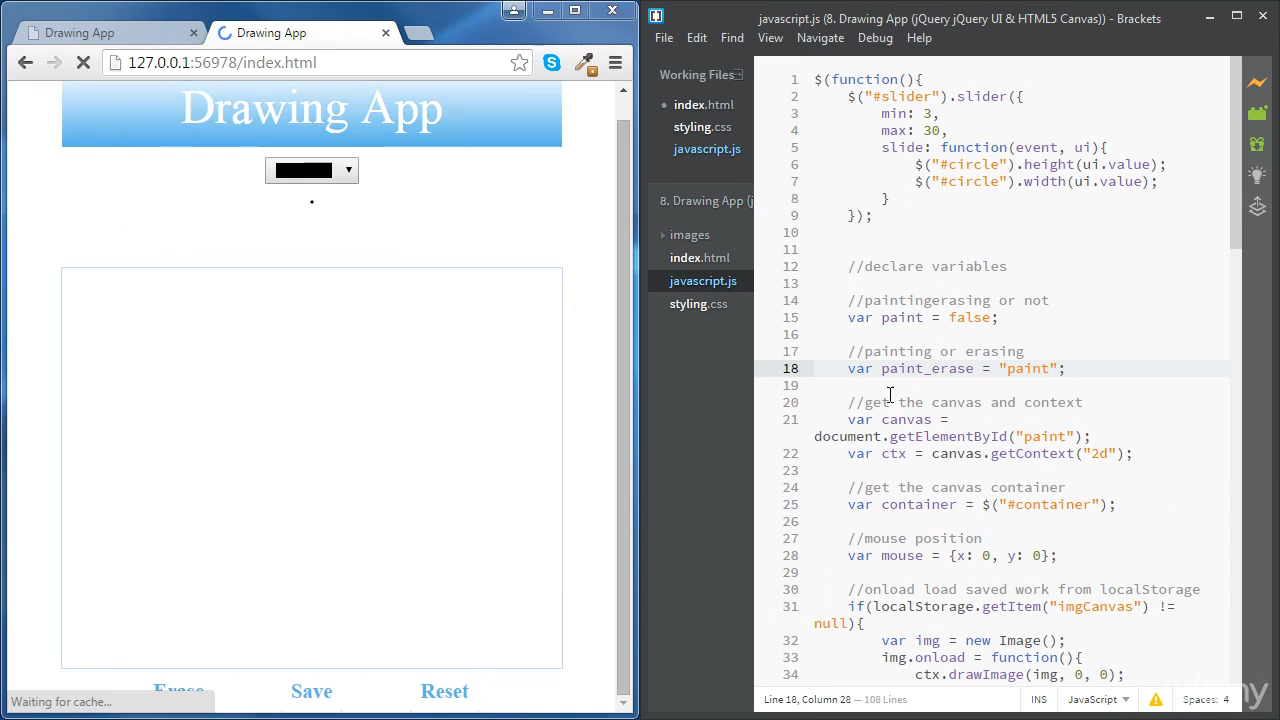 Drawing App
Drawing App
127.0.0.1:56978/index.html
Drawing App
Erase
Save
Reset
Waiting for cache...
javascript.js (8. Drawing App (jQuery jQuery UI & HTML5 Canvas)) - Brackets
File Edit Find View Navigate Debug Help
Working Files
index.html
styling.css
javascript.js
8. Drawing App (j
images
index.html
javascript.js
styling.css
1 $(function(){
2 $("#slider").slider({
3 min: 3,
4 max: 30,
5 slide: function(event, ui){
6 $("#circle").height(ui.value);
7 $("#circle").width(ui.value);
8 }
9 });
10
11
12 //declare variables
13
14 //paintingerasing or not
15 var paint = false;
16
17 //painting or erasing
18 var paint_erase = "paint";
19
20 //get the canvas and context
21 var canvas =
document.getElementById("paint");
22 var ctx = canvas.getContext("2d");
23
24 //get the canvas container
25 var container = $("#container");
26
27 //mouse position
28 var mouse = {x: 0, y: 0};
29
30 //onload load saved work from localStorage
31 if(localStorage.getItem("imgCanvas") !=
null){
32 var img = new Image();
33 img.onload = function(){
34 ctx.drawImage(img, 0, 0);
Line 18, Column 28 — 108 Lines
INS
JavaScript
Spaces: 4